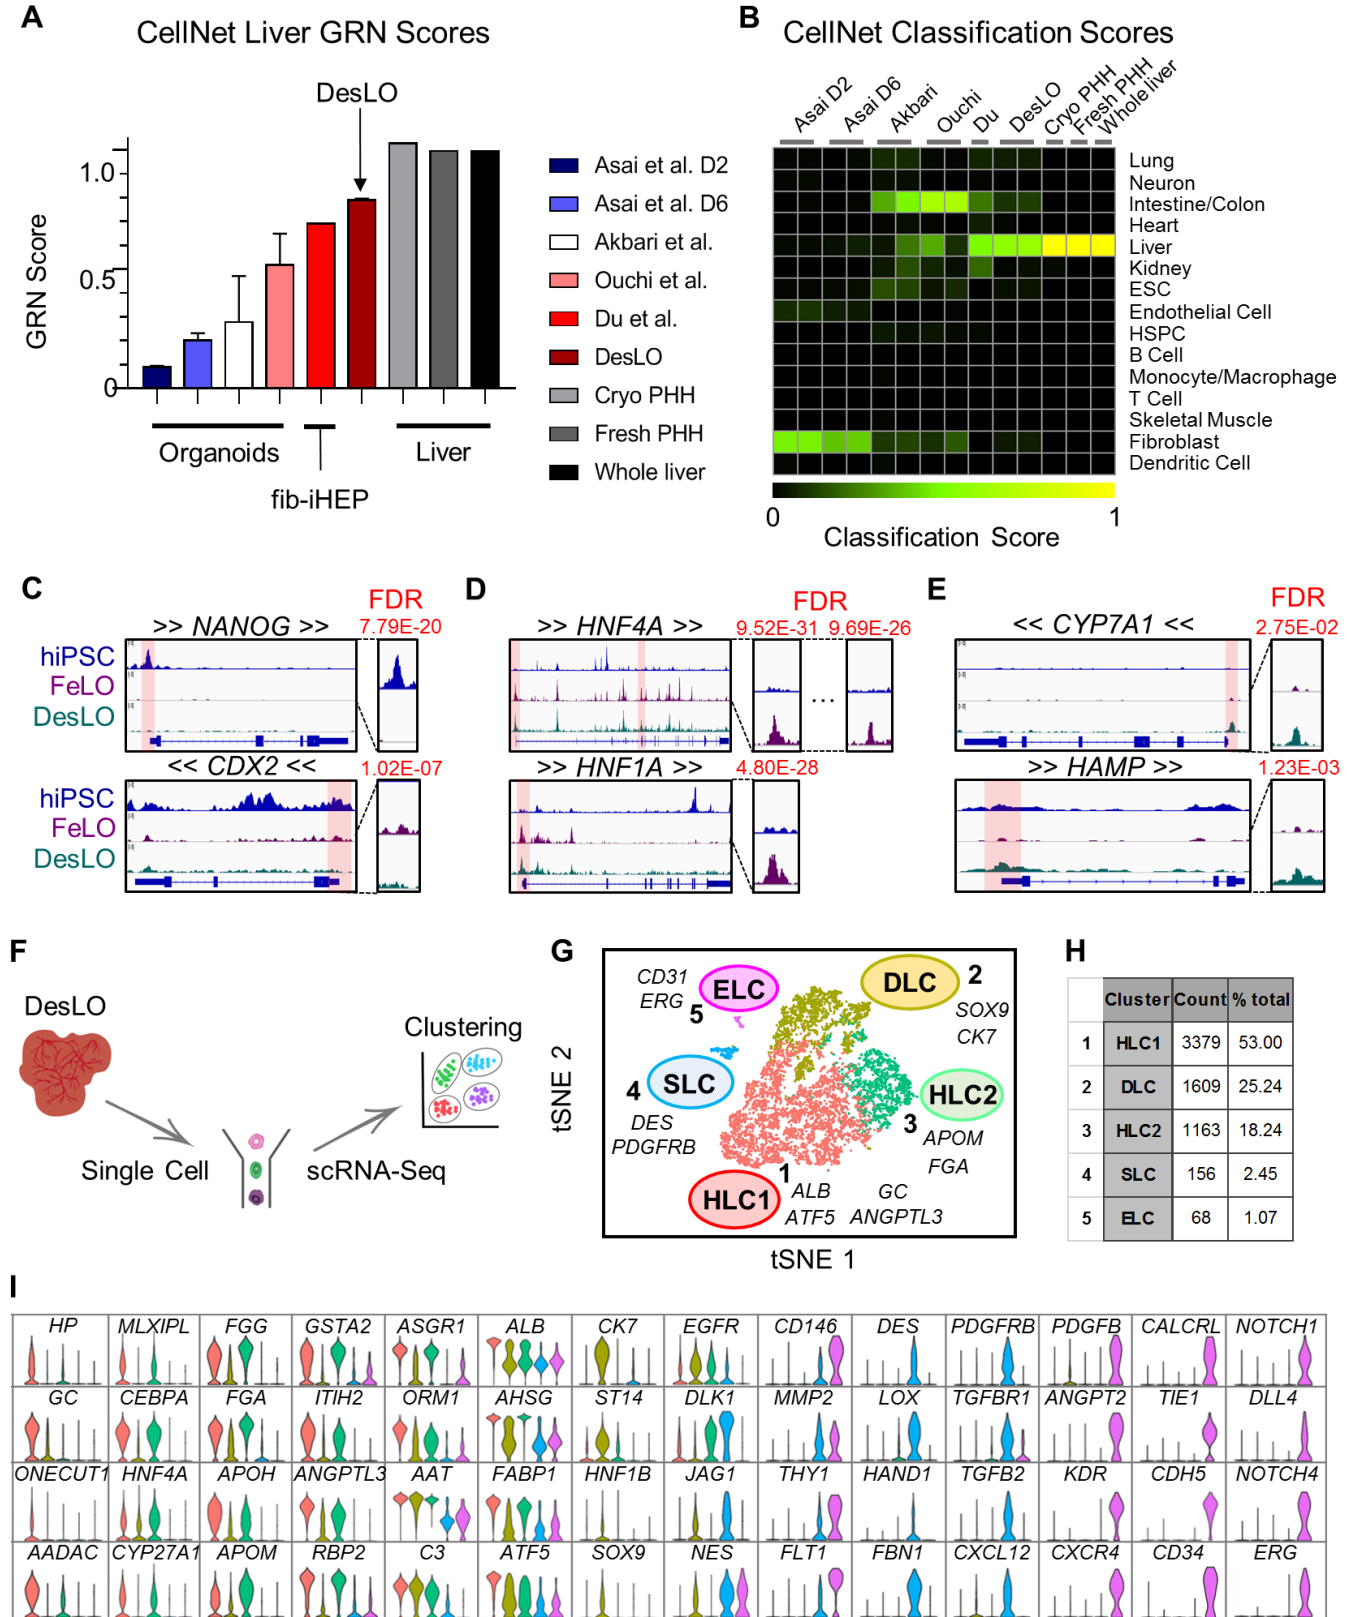 A
CellNet Liver GRN Scores
DesLO
GRN Score
1.0
0.5
0
Organoids
Liver
fib-iHEP
Asai et al. D2
Asai et al. D6
Akbari et al.
Ouchi et al.
Du et al.
DesLO
Cryo PHH
Fresh PHH
Whole liver
B
CellNet Classification Scores
Asai D2
Asai D6
Akbari
Ouchi
Du
DesLO
Cryo PHH
Fresh PHH
Whole liver
Lung
Neuron
Intestine/Colon
Heart
Liver
Kidney
ESC
Endothelial Cell
HSPC
B Cell
Monocyte/Macrophage
T Cell
Skeletal Muscle
Fibroblast
Dendritic Cell
0 1
Classification Score
C
FDR
>> NANOG >> 7.79E-20
hiPSC
FeLO
DesLO
<< CDX2 << 1.02E-07
hiPSC
FeLO
DesLO
D
FDR
>> HNF4A >> 9.52E-31 9.69E-26
...
>> HNF1A >> 4.80E-28
E
FDR
<< CYP7A1 << 2.75E-02
>> HAMP >> 1.23E-03
F
DesLO
Single Cell
scRNA-Seq
Clustering
G
tSNE 2
CD31
ERG
ELC
5
DLC
2
SOX9
CK7
4
SLC
DES
PDGFRB
HLC2
3
APOM
FGA
1
HLC1
ALB
ATF5
GC
ANGPTL3
tSNE 1
H
Cluster Count % total
1 HLC1 3379 53.00
2 DLC 1609 25.24
3 HLC2 1163 18.24
4 SLC 156 2.45
5 ELC 68 1.07
I
HP MLXIPL FGG GSTA2 ASGR1 ALB CK7 EGFR CD146 DES PDGFRB PDGFB CALCRL NOTCH1
GC CEBPA FGA ITIH2 ORM1 AHSG ST14 DLK1 MMP2 LOX TGFBR1 ANGPT2 TIE1 DLL4
ONECUT1 HNF4A APOH ANGPTL3 AAT FABP1 HNF1B JAG1 THY1 HAND1 TGFB2 KDR CDH5 NOTCH4
AADAC CYP27A1 APOM RBP2 C3 ATF5 SOX9 NES FLT1 FBN1 CXCL12 CXCR4 CD34 ERG